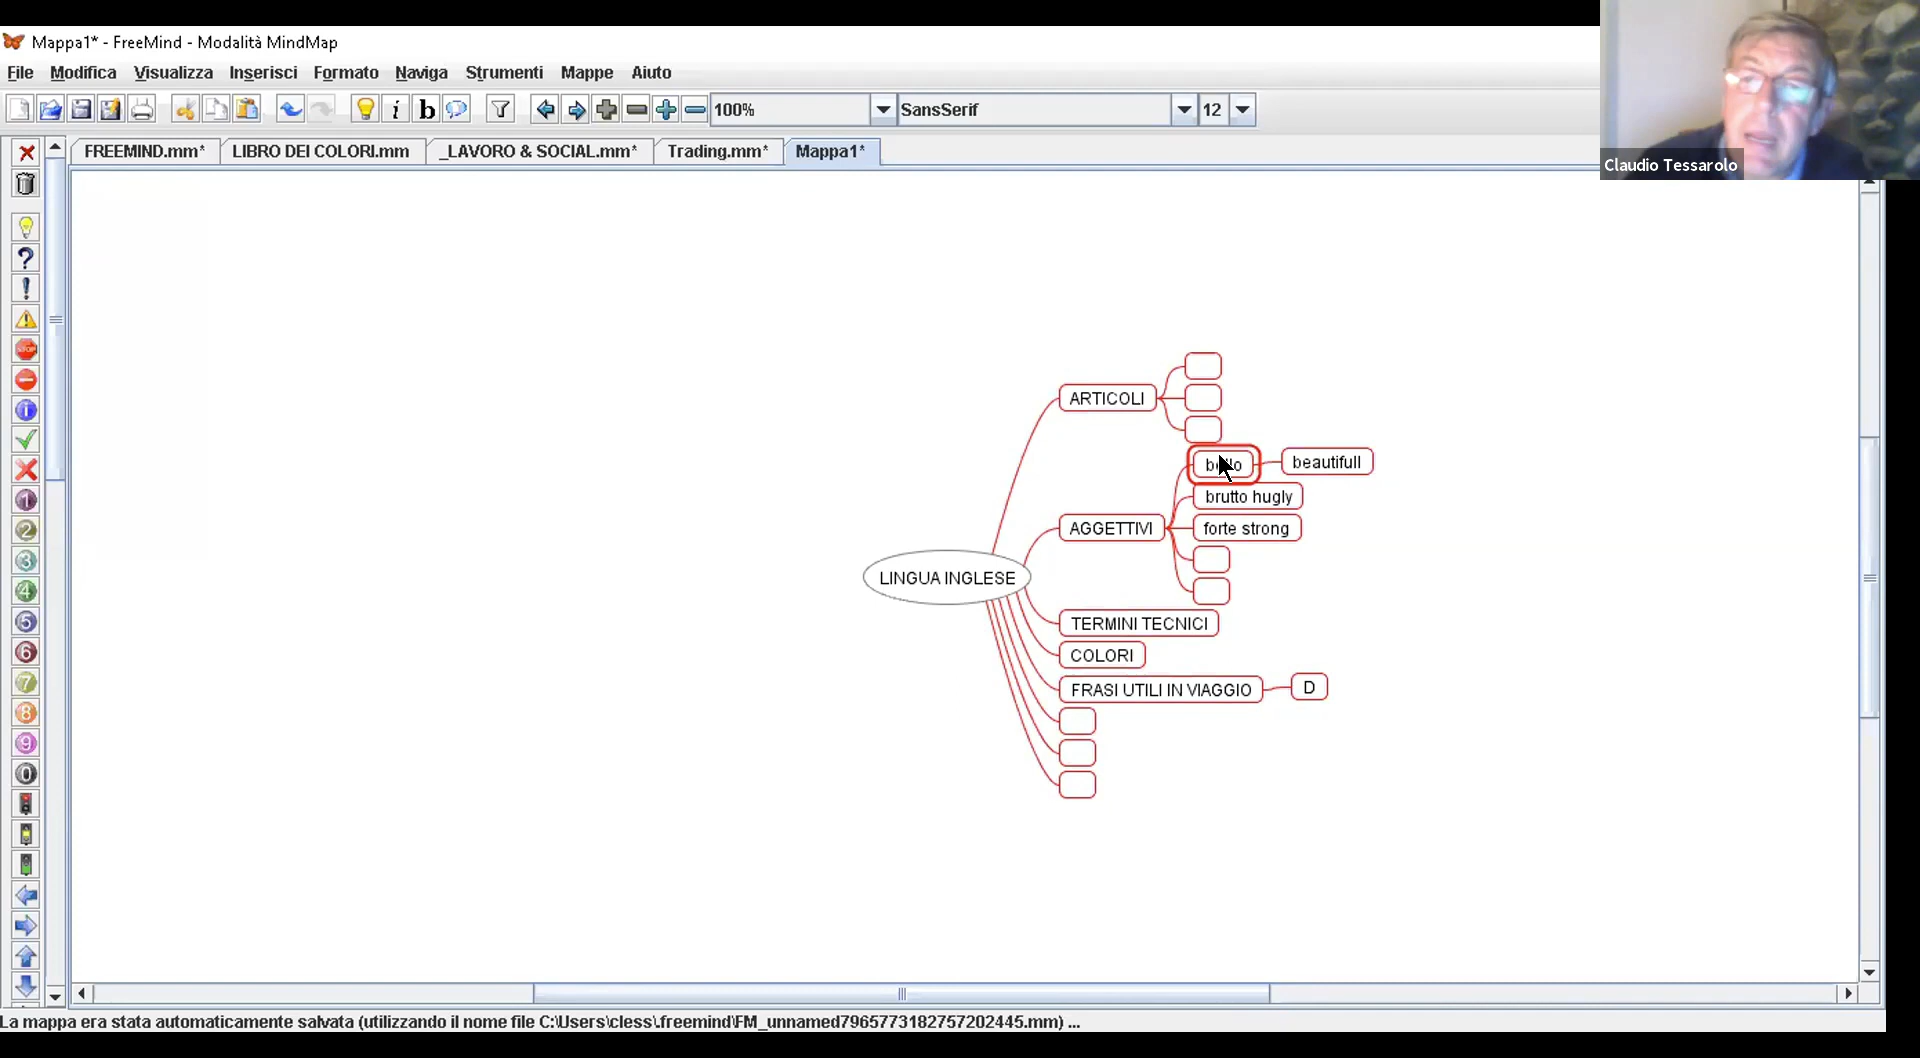 Mappa1* - FreeMind - Modalità MindMap
File Modifica Visualizza Inserisci Formato Naviga Strumenti Mappe Aiuto
100% SansSerif 12
FREEMIND.mm* LIBRO DEI COLORI.mm _LAVORO & SOCIAL.mm* Trading.mm* Mappa1*
Claudio Tessarolo
ARTICOLI
beautifull
brutto hugly
AGGETTIVI
forte strong
LINGUA INGLESE
TERMINI TECNICI
COLORI
FRASI UTILI IN VIAGGIO
D
La mappa era stata automaticamente salvata (utilizzando il nome file C:\Users\cless\.freemind\FM_unnamed7965773182757202445.mm) ...